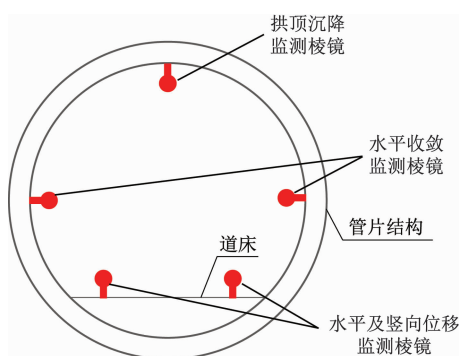 拱顶沉降
监测棱镜
水平收敛
监测棱镜
管片结构
道床
水平及竖向位移
监测棱镜